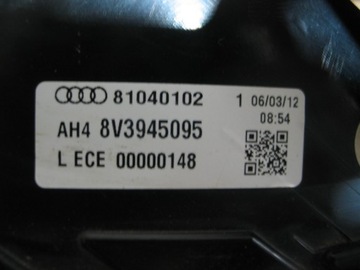 81040102 1 06/03/12
AH4 8V3945095 08:54
L ECE 00000148